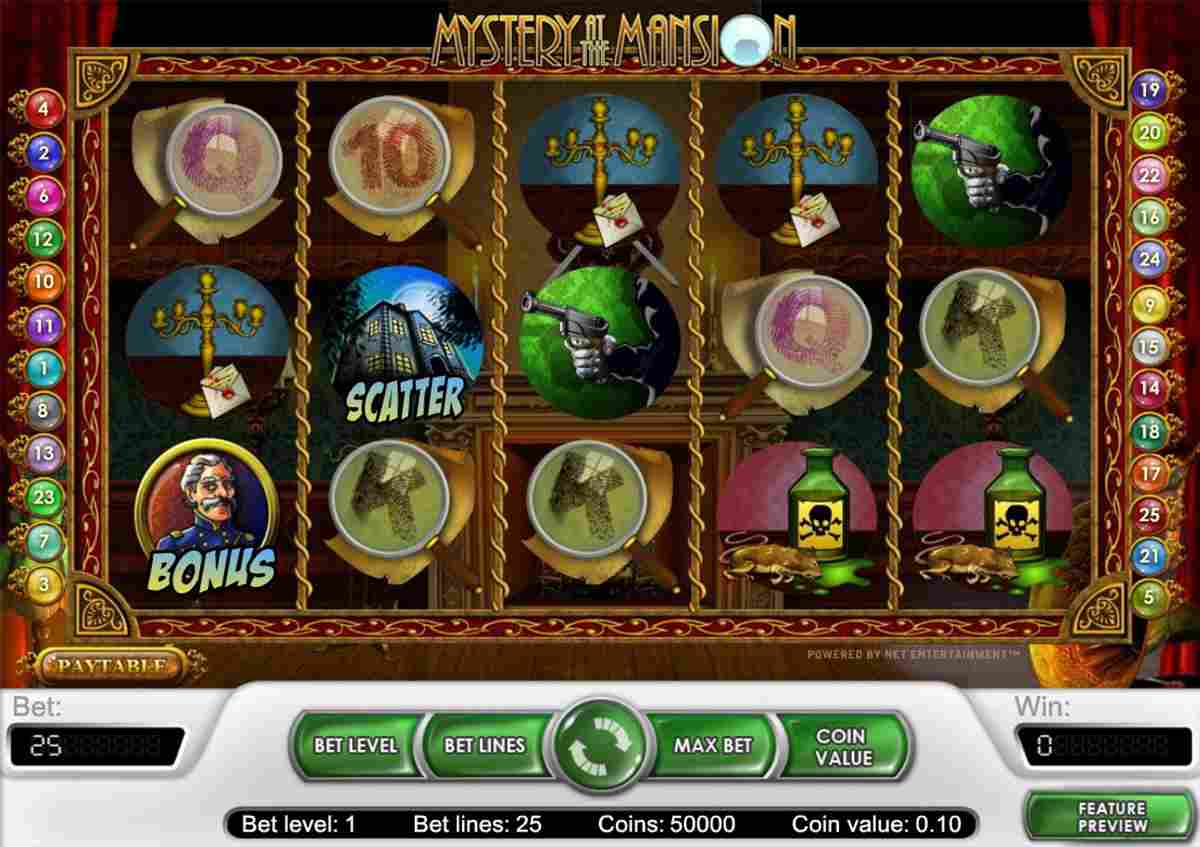 MYSTERY AT THE MANSION
4
2
6
12
10
11
1
8
13
23
7
3
Q
10
K
SCATTER
Q
K
BONUS
K
19
20
22
16
24
9
15
14
18
17
25
21
5
PAYTABLE
POWERED BY NET ENTERTAINMENT™
Bet:
25
BET LEVEL
BET LINES
MAX BET
COIN
VALUE
Win:
0
Bet level: 1
Bet lines: 25
Coins: 50000
Coin value: 0.10
FEATURE
PREVIEW